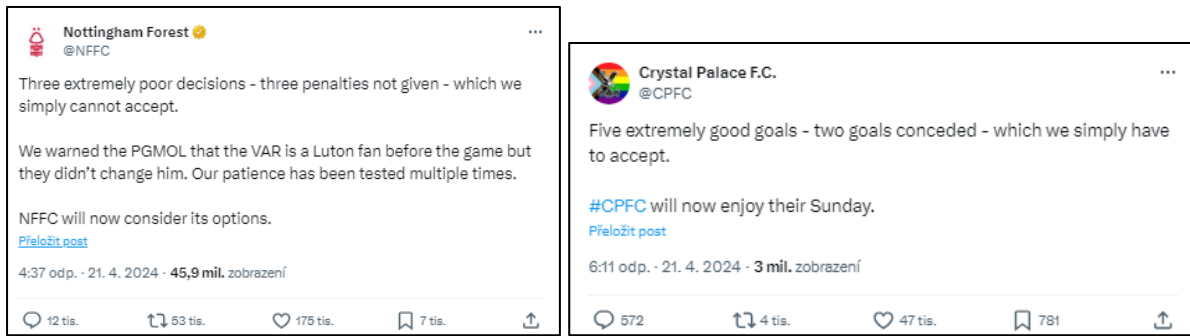 Nottingham Forest
@NFFC
Three extremely poor decisions - three penalties not given - which we
simply cannot accept.
We warned the PGMOL that the VAR is a Luton fan before the game but
they didn't change him. Our patience has been tested multiple times.
NFFC will now consider its options.
Přeložit post
4:37 odp. · 21. 4. 2024 · 45,9 mil. zobrazení
12 tis. 53 tis. 175 tis. 7 tis.
Crystal Palace F.C.
@CPFC
Five extremely good goals - two goals conceded - which we simply have
to accept.
#CPFC will now enjoy their Sunday.
Přeložit post
6:11 odp. · 21. 4. 2024 · 3 mil. zobrazení
572 4 tis. 47 tis. 781